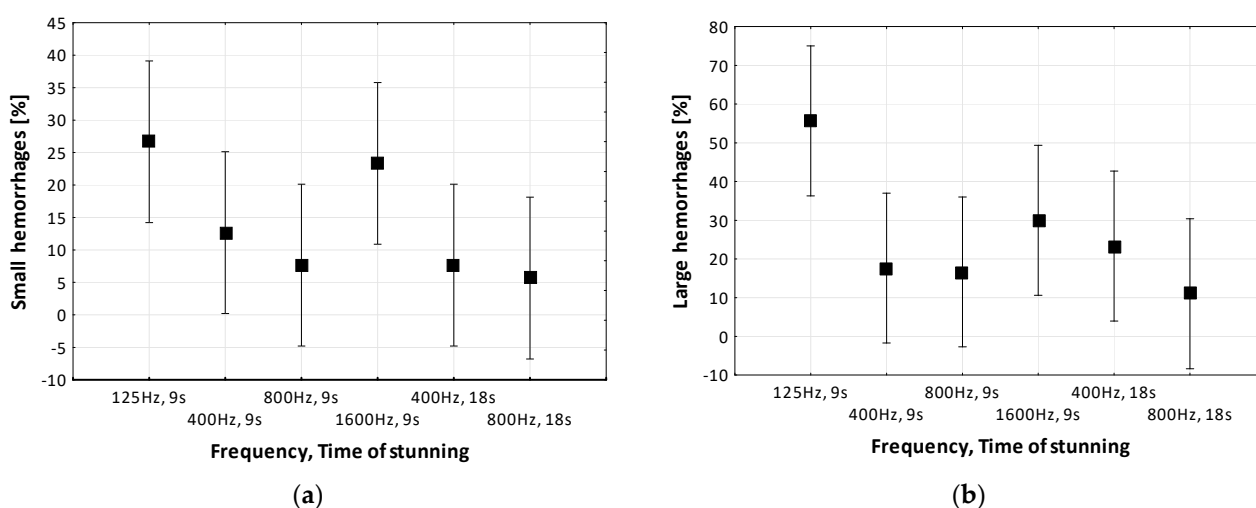 Small hemorrhages [%]
45
40
35
30
25
20
15
10
5
0
-5
-10
125Hz, 9s 800Hz, 9s 400Hz, 18s
400Hz, 9s 1600Hz, 9s 800Hz, 18s
Frequency, Time of stunning
(a)
Large hemorrhages [%]
80
70
60
50
40
30
20
10
0
-10
125Hz, 9s 800Hz, 9s 400Hz, 18s
400Hz, 9s 1600Hz, 9s 800Hz, 18s
Frequency, Time of stunning
(b)